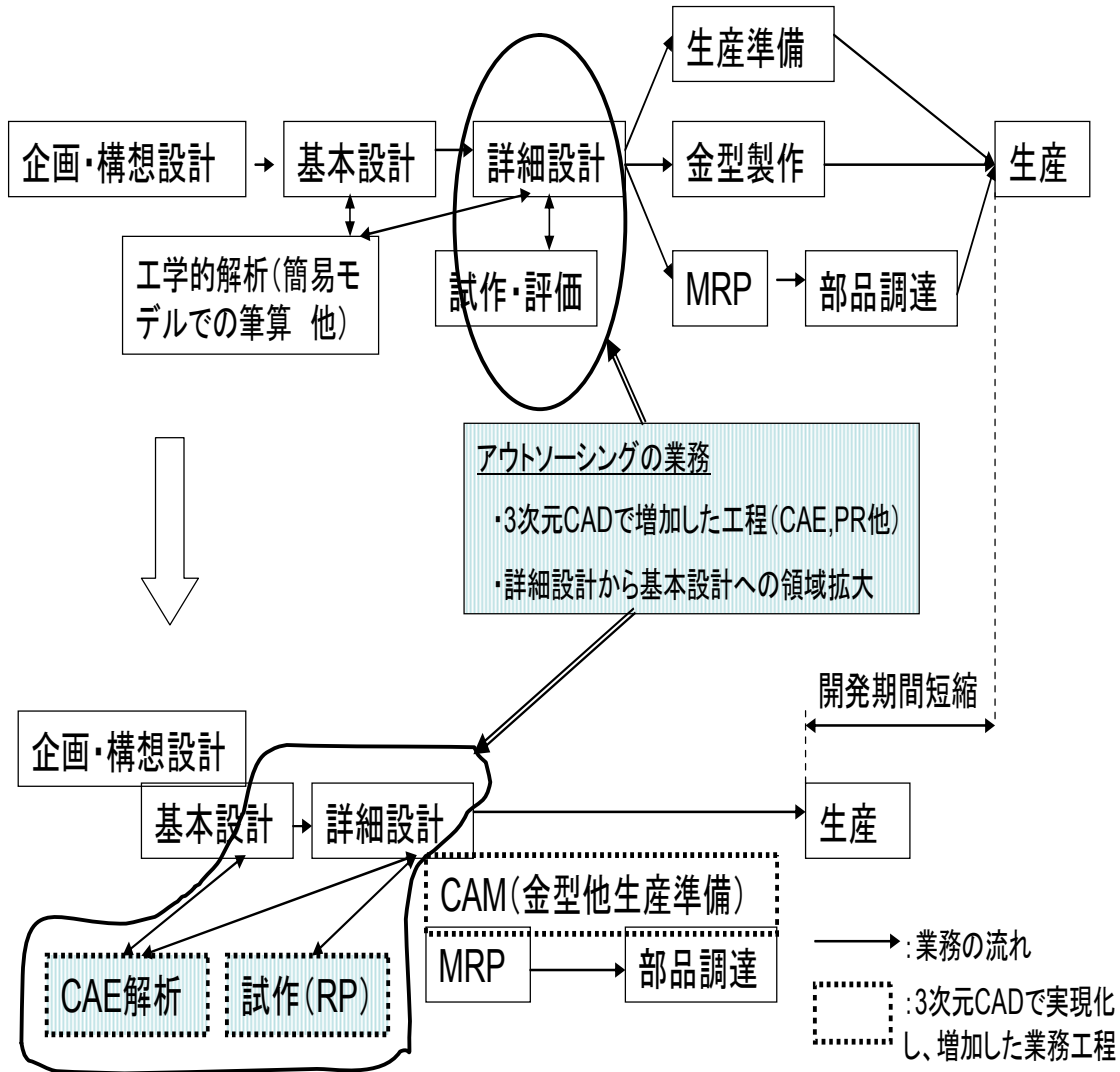 生産準備
企画・構想設計
基本設計
詳細設計
金型製作
生産
工学的解析(簡易モ
デルでの筆算 他)
試作・評価
MRP
部品調達
アウトソーシングの業務
・3次元CADで増加した工程(CAE,PR他)
・詳細設計から基本設計への領域拡大
開発期間短縮
企画・構想設計
基本設計
詳細設計
生産
CAM(金型他生産準備)
CAE解析
試作(RP)
MRP
部品調達
:業務の流れ
:3次元CADで実現化
し、増加した業務工程